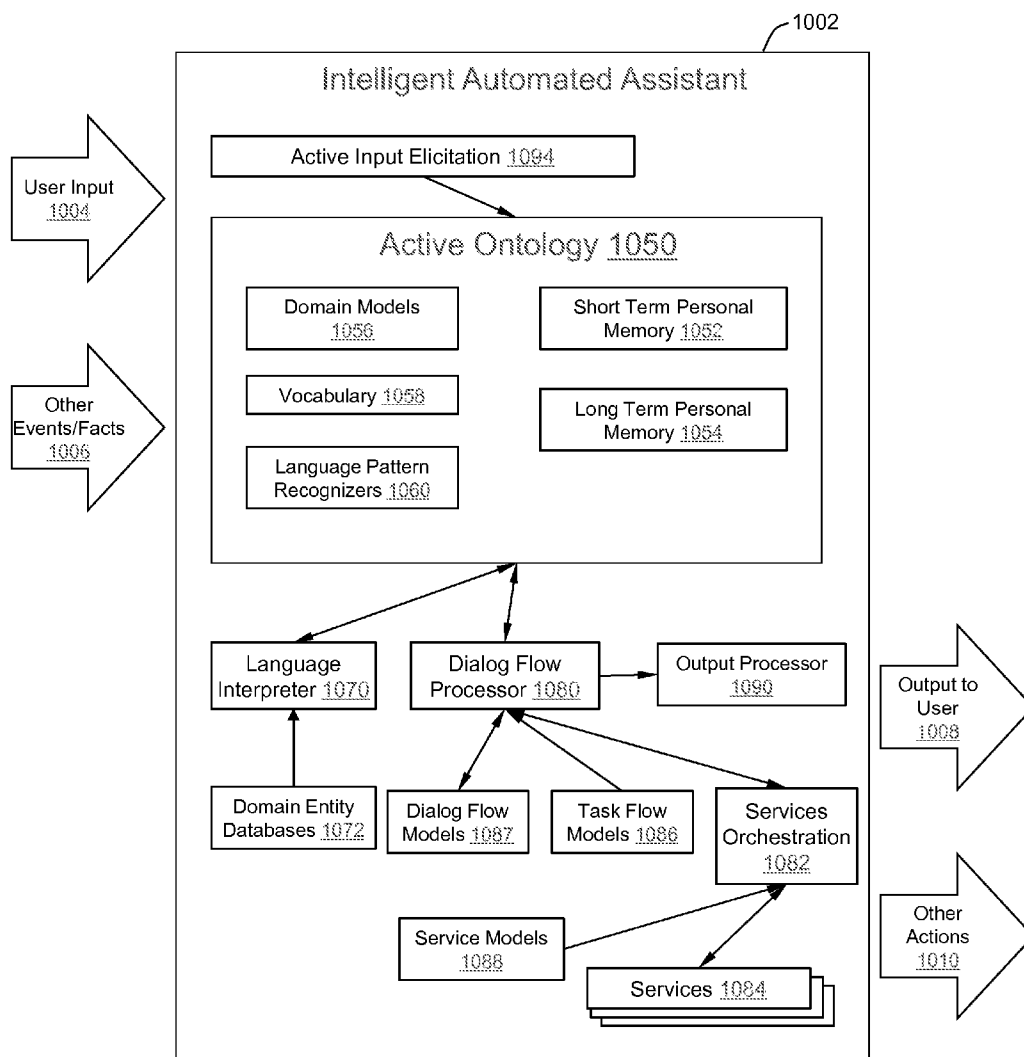 1002
Intelligent Automated Assistant
Active Input Elicitation 1094
User Input
1004
Active Ontology 1050
Domain Models
1056
Short Term Personal
Memory 1052
Vocabulary 1058
Long Term Personal
Memory 1054
Other
Events/Facts
1006
Language Pattern
Recognizers 1060
Language
Interpreter 1070
Dialog Flow
Processor 1080
Output Processor
1090
Output to
User
1008
Domain Entity
Databases 1072
Dialog Flow
Models 1087
Task Flow
Models 1086
Services
Orchestration
1082
Service Models
1088
Services 1084
Other
Actions
1010